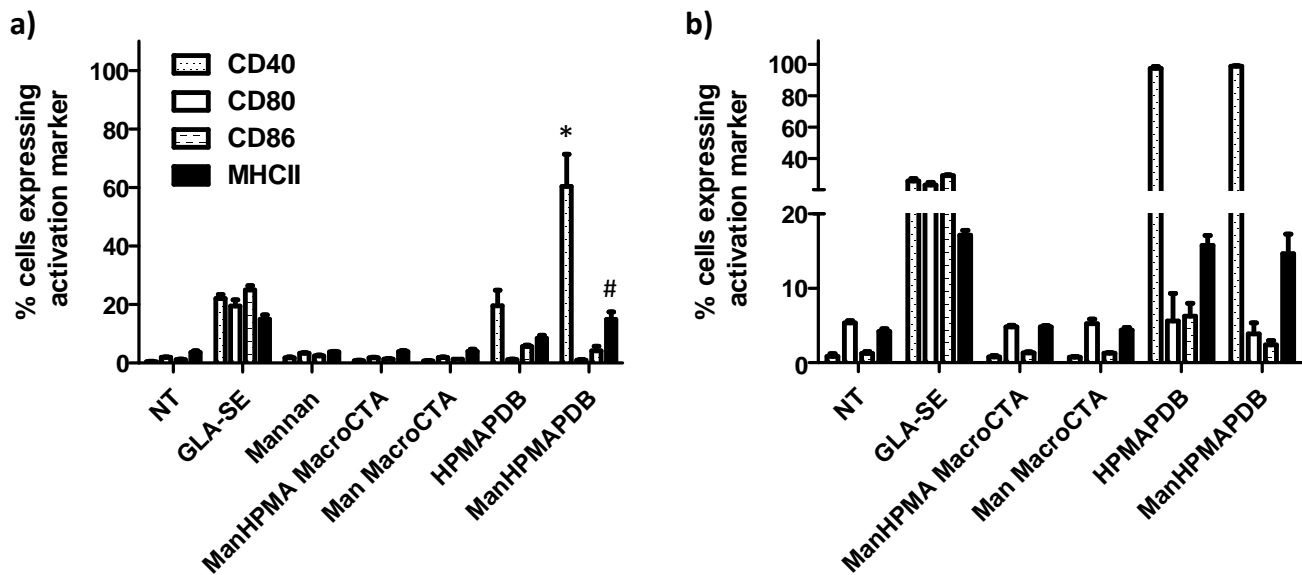 a)
% cells expressing
activation marker
100
80
60
40
20
0
CD40
CD80
CD86
MHCII
*
#
NT
GLA-SE
Mannan
ManHPMA MacroCTA
Man MacroCTA
HPMAPDB
ManHPMAPDB
b)
% cells expressing
activation marker
100
80
60
40
20
10
0
NT
GLA-SE
ManHPMA MacroCTA
Man MacroCTA
HPMAPDB
ManHPMAPDB